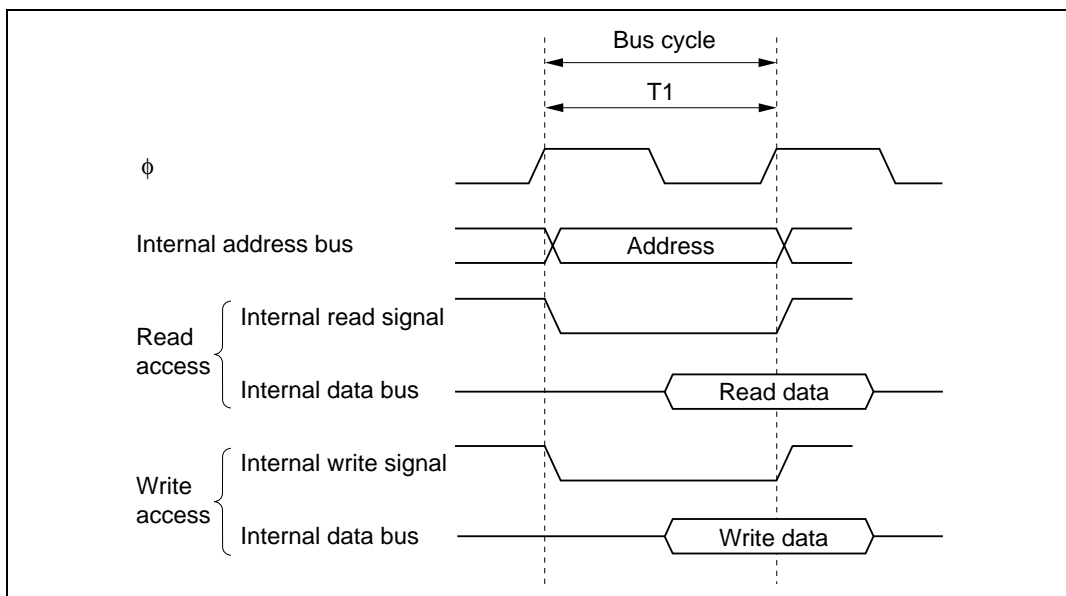 Bus cycle
T1
ϕ
Internal address bus
Address
Read
access
Internal read signal
Internal data bus
Read data
Write
access
Internal write signal
Internal data bus
Write data